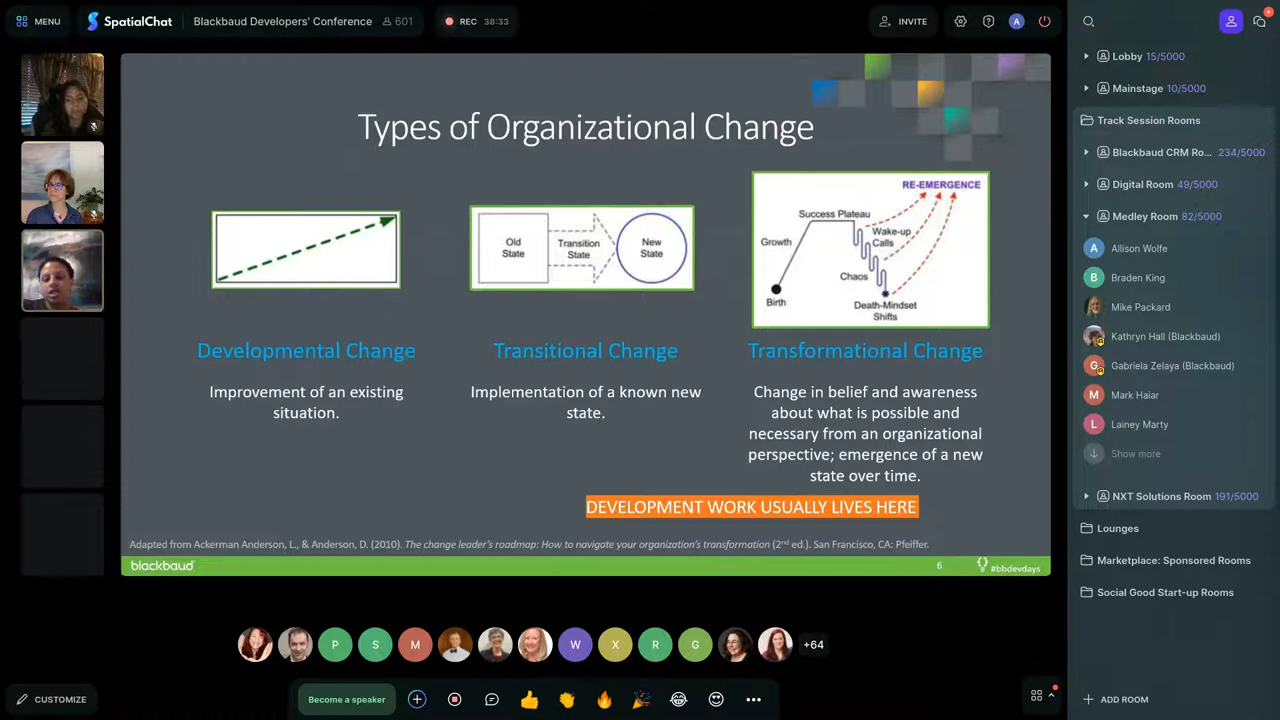 MENU
SpatialChat
Blackbaud Developers' Conference
601
REC 38:33
INVITE
A
Types of Organizational Change
Old State
Transition State
New State
RE-EMERGENCE
Success Plateau
Growth
Wake-up Calls
Chaos
Birth
Death-Mindset Shifts
Developmental Change
Improvement of an existing
situation.
Transitional Change
Implementation of a known new
state.
Transformational Change
Change in belief and awareness
about what is possible and
necessary from an organizational
perspective; emergence of a new
state over time.
DEVELOPMENT WORK USUALLY LIVES HERE
Adapted from Ackerman Anderson, L., & Anderson, D. (2010). The change leader's roadmap: How to navigate your organization's transformation (2nd ed.). San Francisco, CA: Pfeiffer.
blackbaud
6
#bbdevdays
P
S
M
W
X
R
G
+64
CUSTOMIZE
Become a speaker
Lobby 15/5000
Mainstage 10/5000
Track Session Rooms
Blackbaud CRM Ro... 234/5000
Digital Room 49/5000
Medley Room 82/5000
A Allison Wolfe
B Braden King
Mike Packard
Kathryn Hall (Blackbaud)
G Gabriela Zelaya (Blackbaud)
M Mark Haiar
L Lainey Marty
Show more
NXT Solutions Room 191/5000
Lounges
Marketplace: Sponsored Rooms
Social Good Start-up Rooms
ADD ROOM